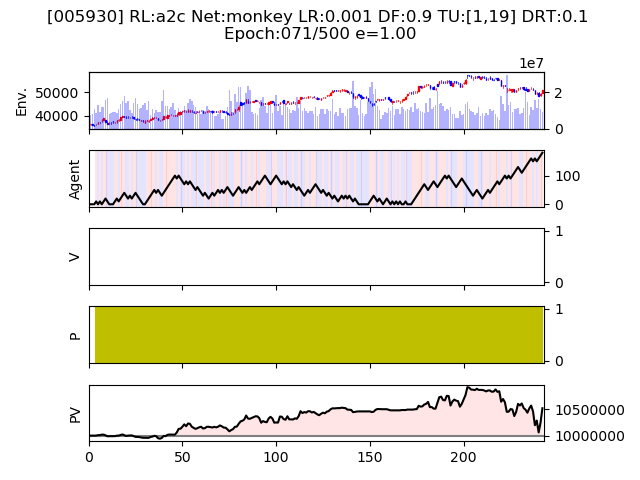 [005930] RL:a2c Net:monkey LR:0.001 DF:0.9 TU:[1,19] DRT:0.1
Epoch:071/500 e=1.00
1e7
Env.
50000
40000
2
0
Agent
100
0
V
1
0
P
1
0
PV
10500000
10000000
0 50 100 150 200